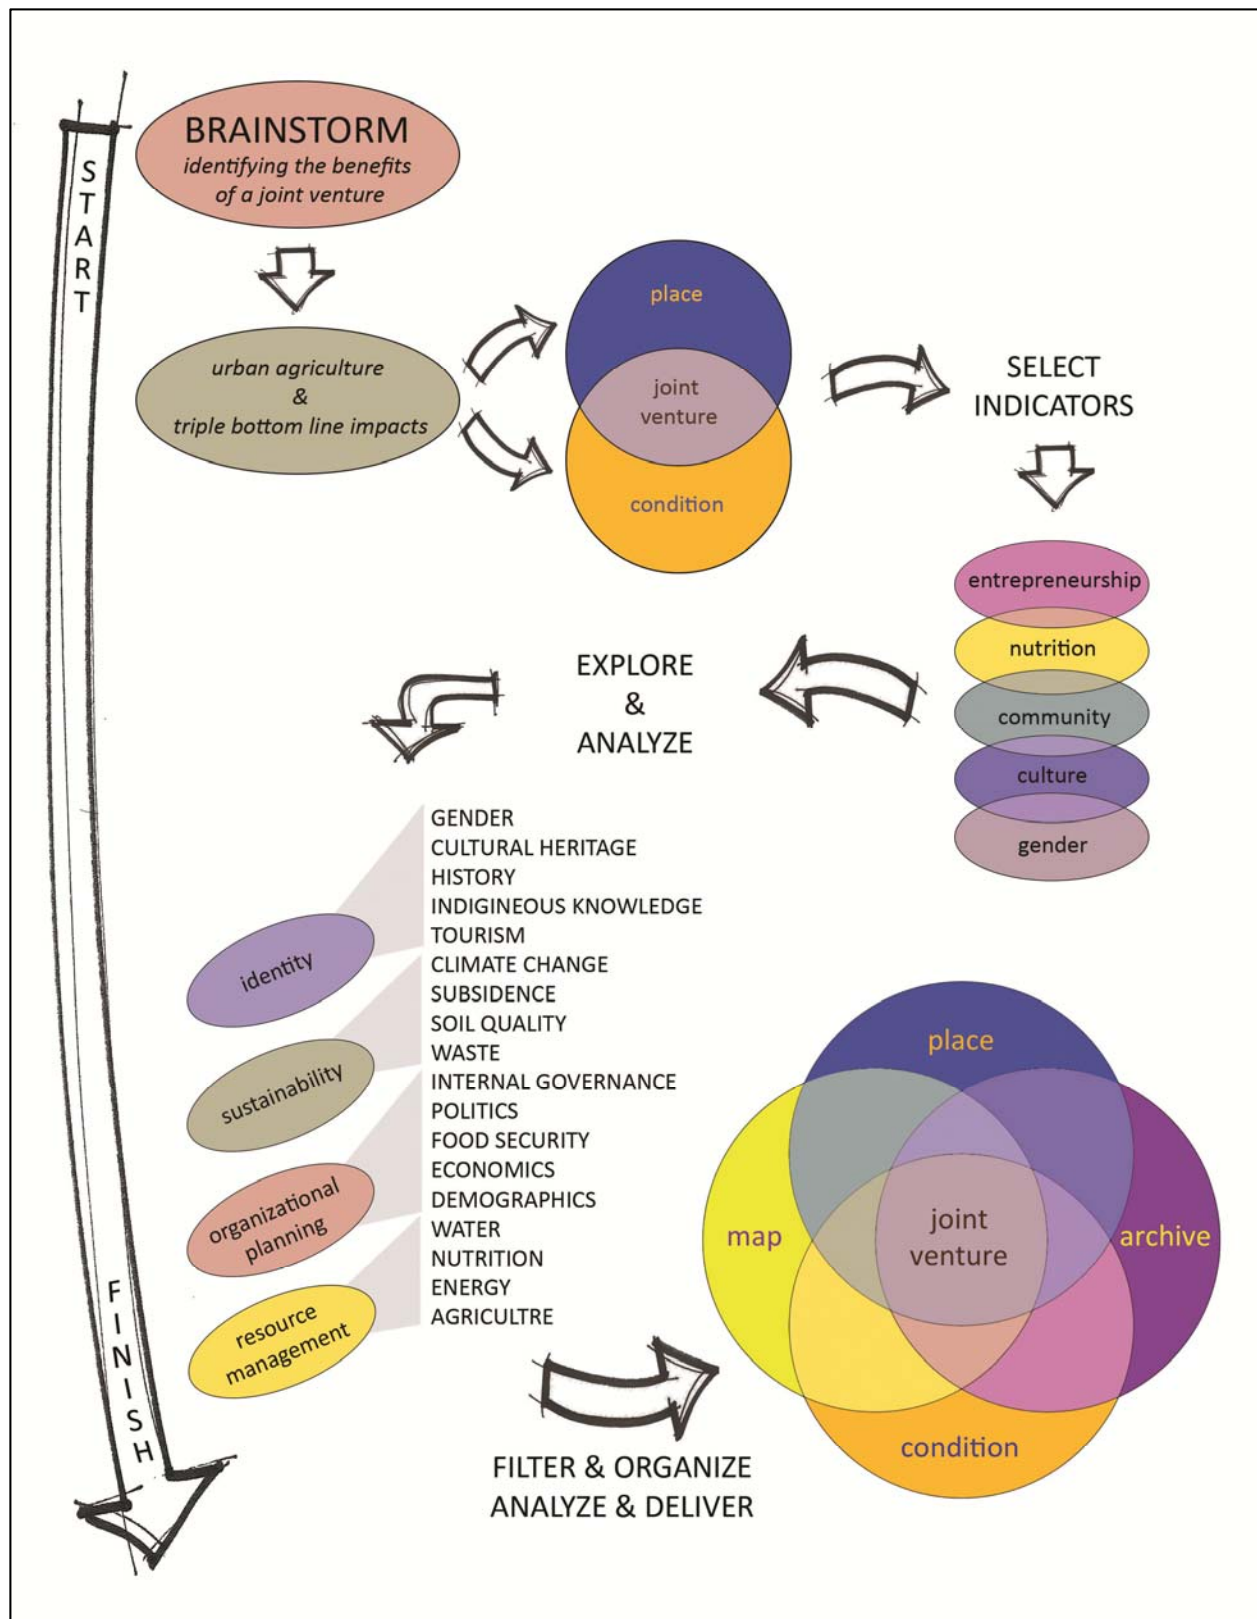 START
BRAINSTORM
identifying the benefits
of a joint venture
urban agriculture
&
triple bottom line impacts
place
joint
venture
condition
SELECT
INDICATORS
entrepreneurship
nutrition
community
culture
gender
EXPLORE
&
ANALYZE
GENDER
CULTURAL HERITAGE
HISTORY
INDIGINEOUS KNOWLEDGE
TOURISM
CLIMATE CHANGE
SUBSIDENCE
SOIL QUALITY
WASTE
INTERNAL GOVERNANCE
POLITICS
FOOD SECURITY
ECONOMICS
DEMOGRAPHICS
WATER
NUTRITION
ENERGY
AGRICULTRE
identity
sustainability
organizational
planning
resource
management
FILTER & ORGANIZE
ANALYZE & DELIVER
place
map
joint
venture
archive
condition
FINISH